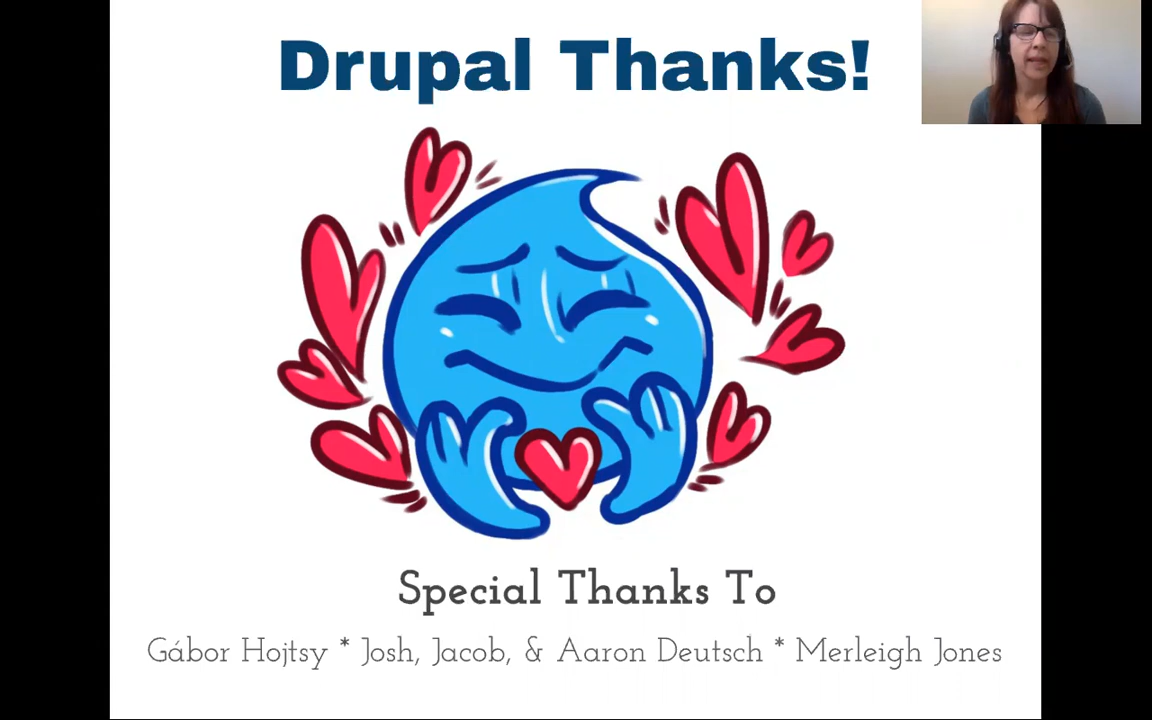 Drupal Thanks!
Special Thanks To
Gábor Hojtsy * Josh, Jacob, & Aaron Deutsch * Merleigh Jones